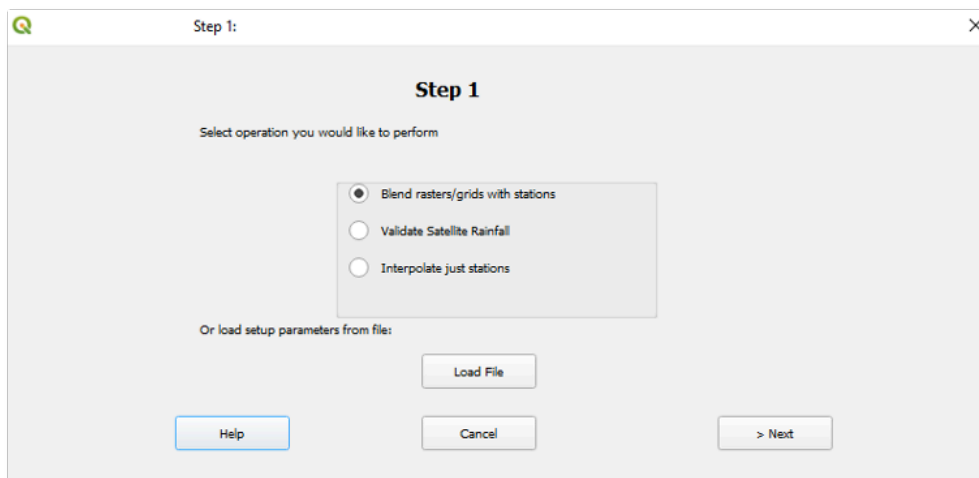 Step 1:
Step 1
Select operation you would like to perform
Blend rasters/grids with stations
Validate Satellite Rainfall
Interpolate just stations
Or load setup parameters from file:
Load File
Help
Cancel
> Next